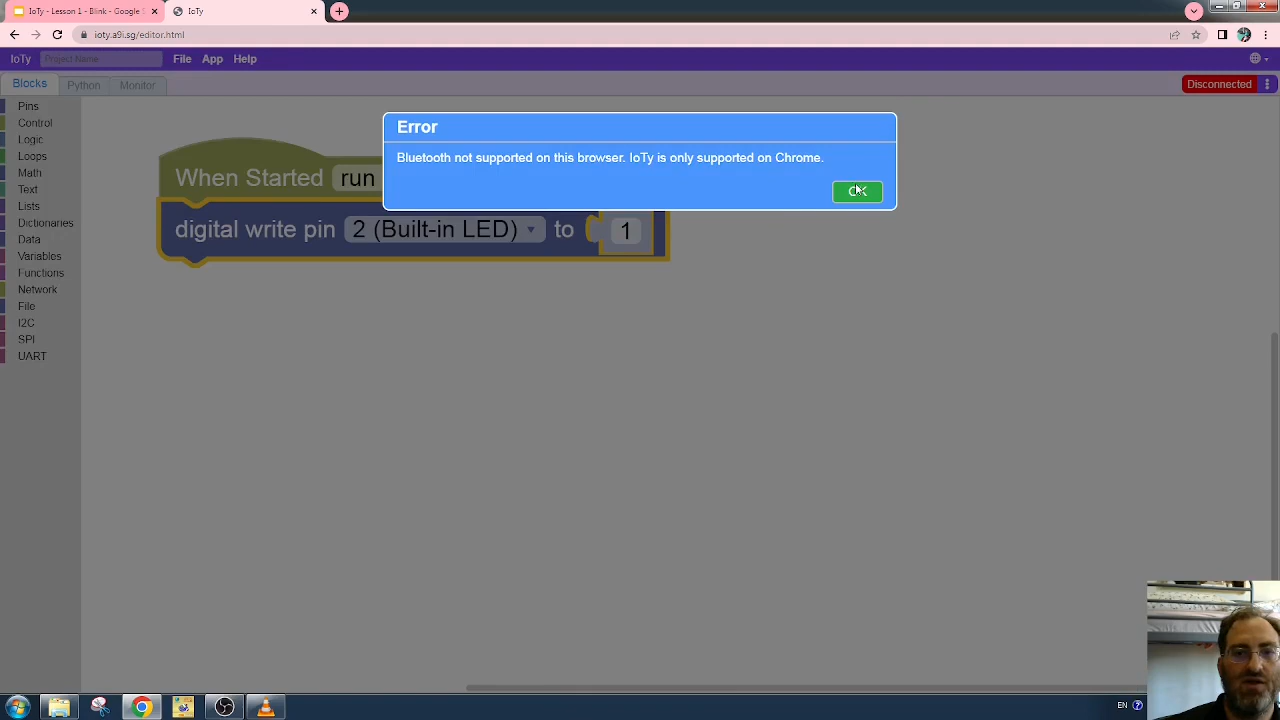 IoTy - Lesson 1 - Blink - Google S
IoTy
ioty.a9i.sg/editor.html
IoTy
Project Name
File
App
Help
Blocks
Python
Monitor
Disconnected
Pins
Control
Logic
Loops
Math
Text
Lists
Dictionaries
Data
Variables
Functions
Network
File
I2C
SPI
UART
Error
Bluetooth not supported on this browser. IoTy is only supported on Chrome.
OK
When Started run
digital write pin 2 (Built-in LED) to 1
EN